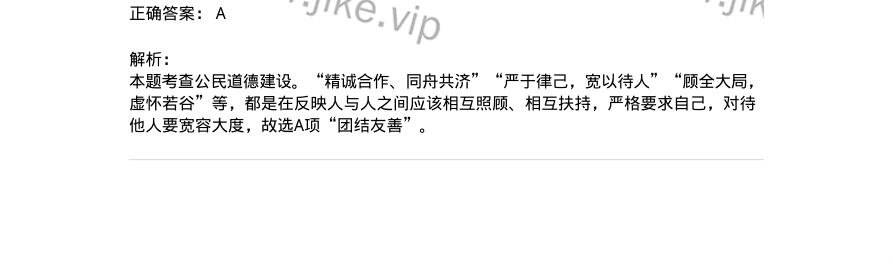 正确答案： A
.jike.vip
解析：
本题考查公民道德建设。“精诚合作、同舟共济”“严于律己，宽以待人”“顾全大局，
虚怀若谷”等，都是在反映人与人之间应该相互照顾、相互扶持，严格要求自己，对待
他人要宽容大度，故选A项“团结友善”。